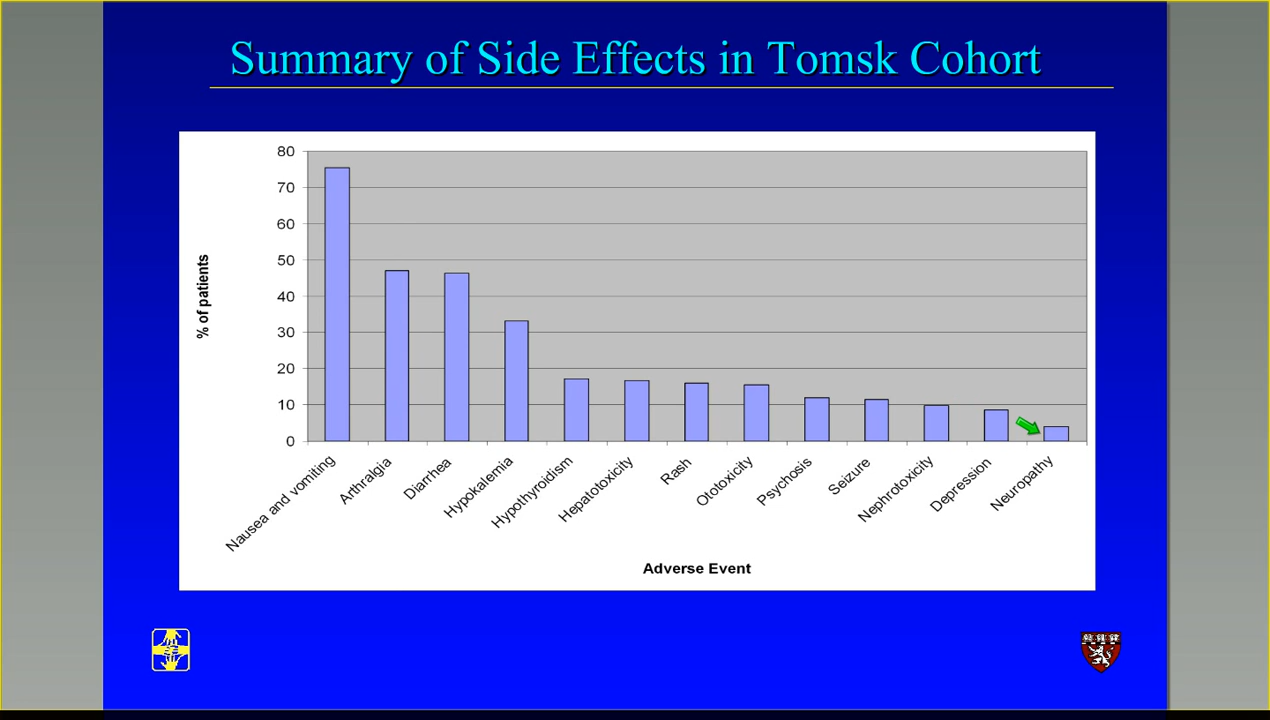 Summary of Side Effects in Tomsk Cohort
80
70
60
50
40
30
20
10
0
% of patients
Nausea and vomiting
Arthralgia
Diarrhea
Hypokalemia
Hypothyroidism
Hepatotoxicity
Rash
Ototoxicity
Psychosis
Seizure
Nephrotoxicity
Depression
Neuropathy
Adverse Event